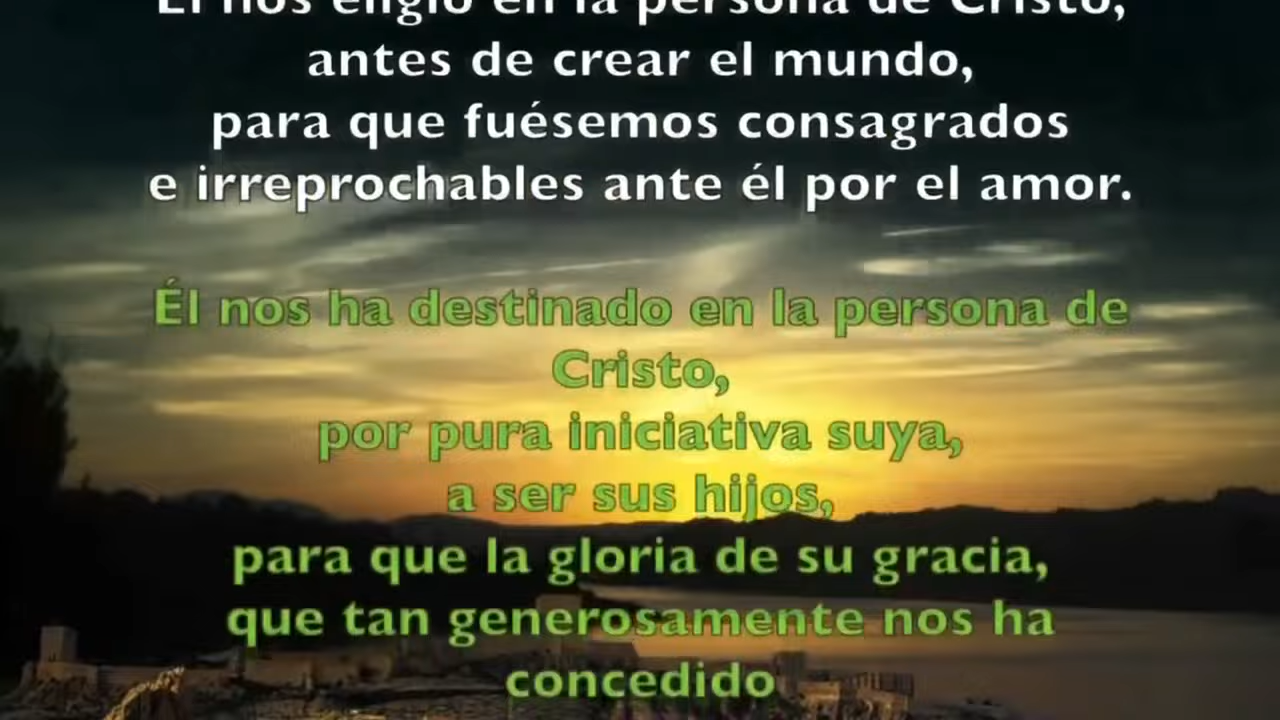 Él nos eligió en la persona de Cristo,
antes de crear el mundo,
para que fuésemos consagrados
e irreprochables ante él por el amor.
Él nos ha destinado en la persona de
Cristo,
por pura iniciativa suya,
a ser sus hijos,
para que la gloria de su gracia,
que tan generosamente nos ha
concedido